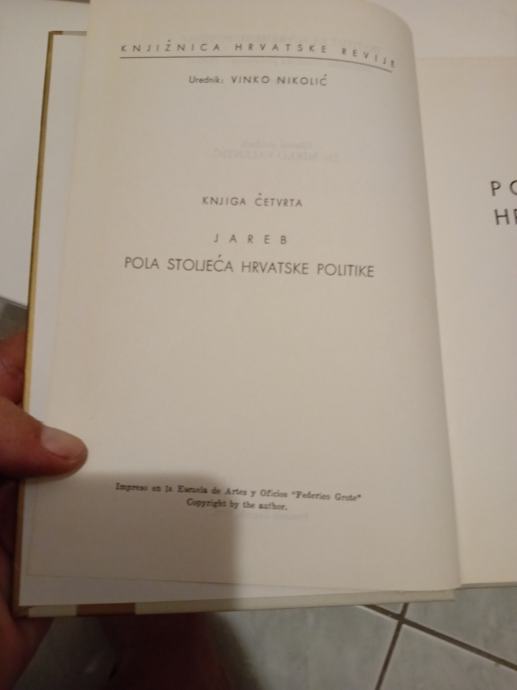 KNJIŽNICA HRVATSKE REVIJE
Urednik: VINKO NIKOLIĆ
KNJIGA ČETVRTA
JAREB
POLA STOLJEĆA HRVATSKE POLITIKE
Impreso en la Escuela de Artes y Oficios "Federico Grote"
Copyright by the author.